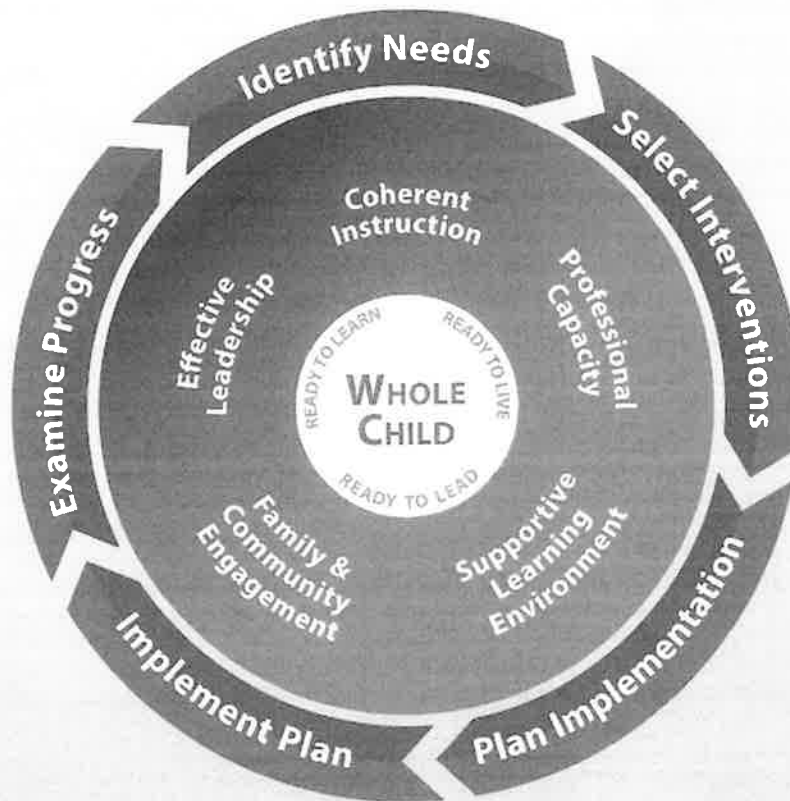 Identify Needs
Select Interventions
Plan Implementation
Implement Plan
Examine Progress
Coherent
Instruction
Professional
Capacity
Supportive
Learning
Environment
Family &
Community
Engagement
Effective
Leadership
READY TO LEARN
READY TO LIVE
READY TO LEAD
WHOLE
CHILD